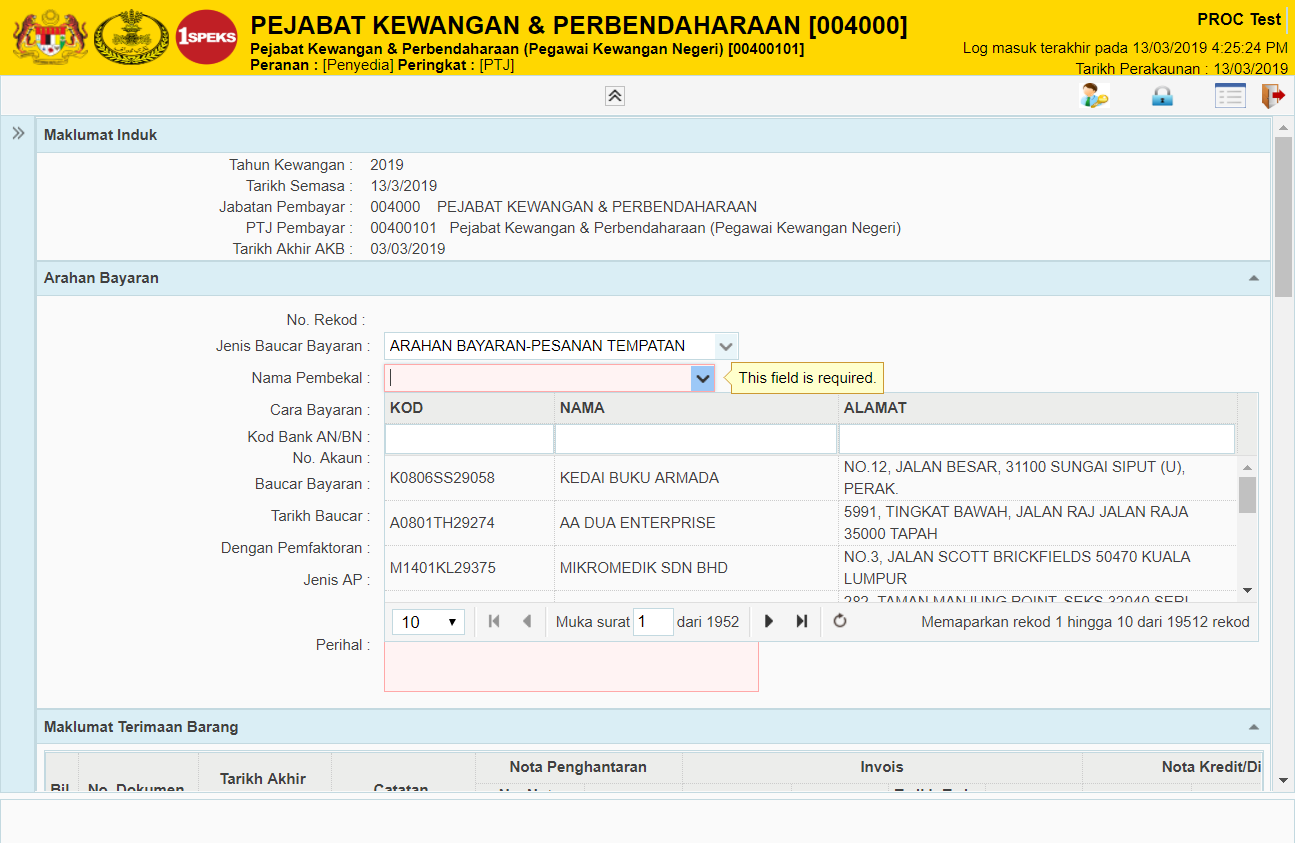 1SPEKS
PEJABAT KEWANGAN & PERBENDAHARAAN [004000]
Pejabat Kewangan & Perbendaharaan (Pegawai Kewangan Negeri) [00400101]
Peranan : [Penyedia] Peringkat : [PTJ]
PROC Test
Log masuk terakhir pada 13/03/2019 4:25:24 PM
Tarikh Perakaunan : 13/03/2019
Maklumat Induk
Tahun Kewangan : 2019
Tarikh Semasa : 13/3/2019
Jabatan Pembayar : 004000 PEJABAT KEWANGAN & PERBENDAHARAAN
PTJ Pembayar : 00400101 Pejabat Kewangan & Perbendaharaan (Pegawai Kewangan Negeri)
Tarikh Akhir AKB : 03/03/2019
Arahan Bayaran
No. Rekod :
Jenis Baucar Bayaran : ARAHAN BAYARAN-PESANAN TEMPATAN
Nama Pembekal : This field is required.
Cara Bayaran :
Kod Bank AN/BN :
No. Akaun :
Baucar Bayaran :
Tarikh Baucar :
Dengan Pemfaktoran :
Jenis AP :
Perihal :
KOD NAMA ALAMAT
K0806SS29058 KEDAI BUKU ARMADA NO.12, JALAN BESAR, 31100 SUNGAI SIPUT (U),
PERAK.
A0801TH29274 AA DUA ENTERPRISE 5991, TINGKAT BAWAH, JALAN RAJ JALAN RAJA
35000 TAPAH
M1401KL29375 MIKROMEDIK SDN BHD NO.3, JALAN SCOTT BRICKFIELDS 50470 KUALA
LUMPUR
282, TAMAN MANJUNG POINT, SEKS 32040 SERI
10 Muka surat 1 dari 1952 Memaparkan rekod 1 hingga 10 dari 19512 rekod
Maklumat Terimaan Barang
Nota Penghantaran Invois Nota Kredit/Di
Bil No. Dokumen Tarikh Akhir Catatan